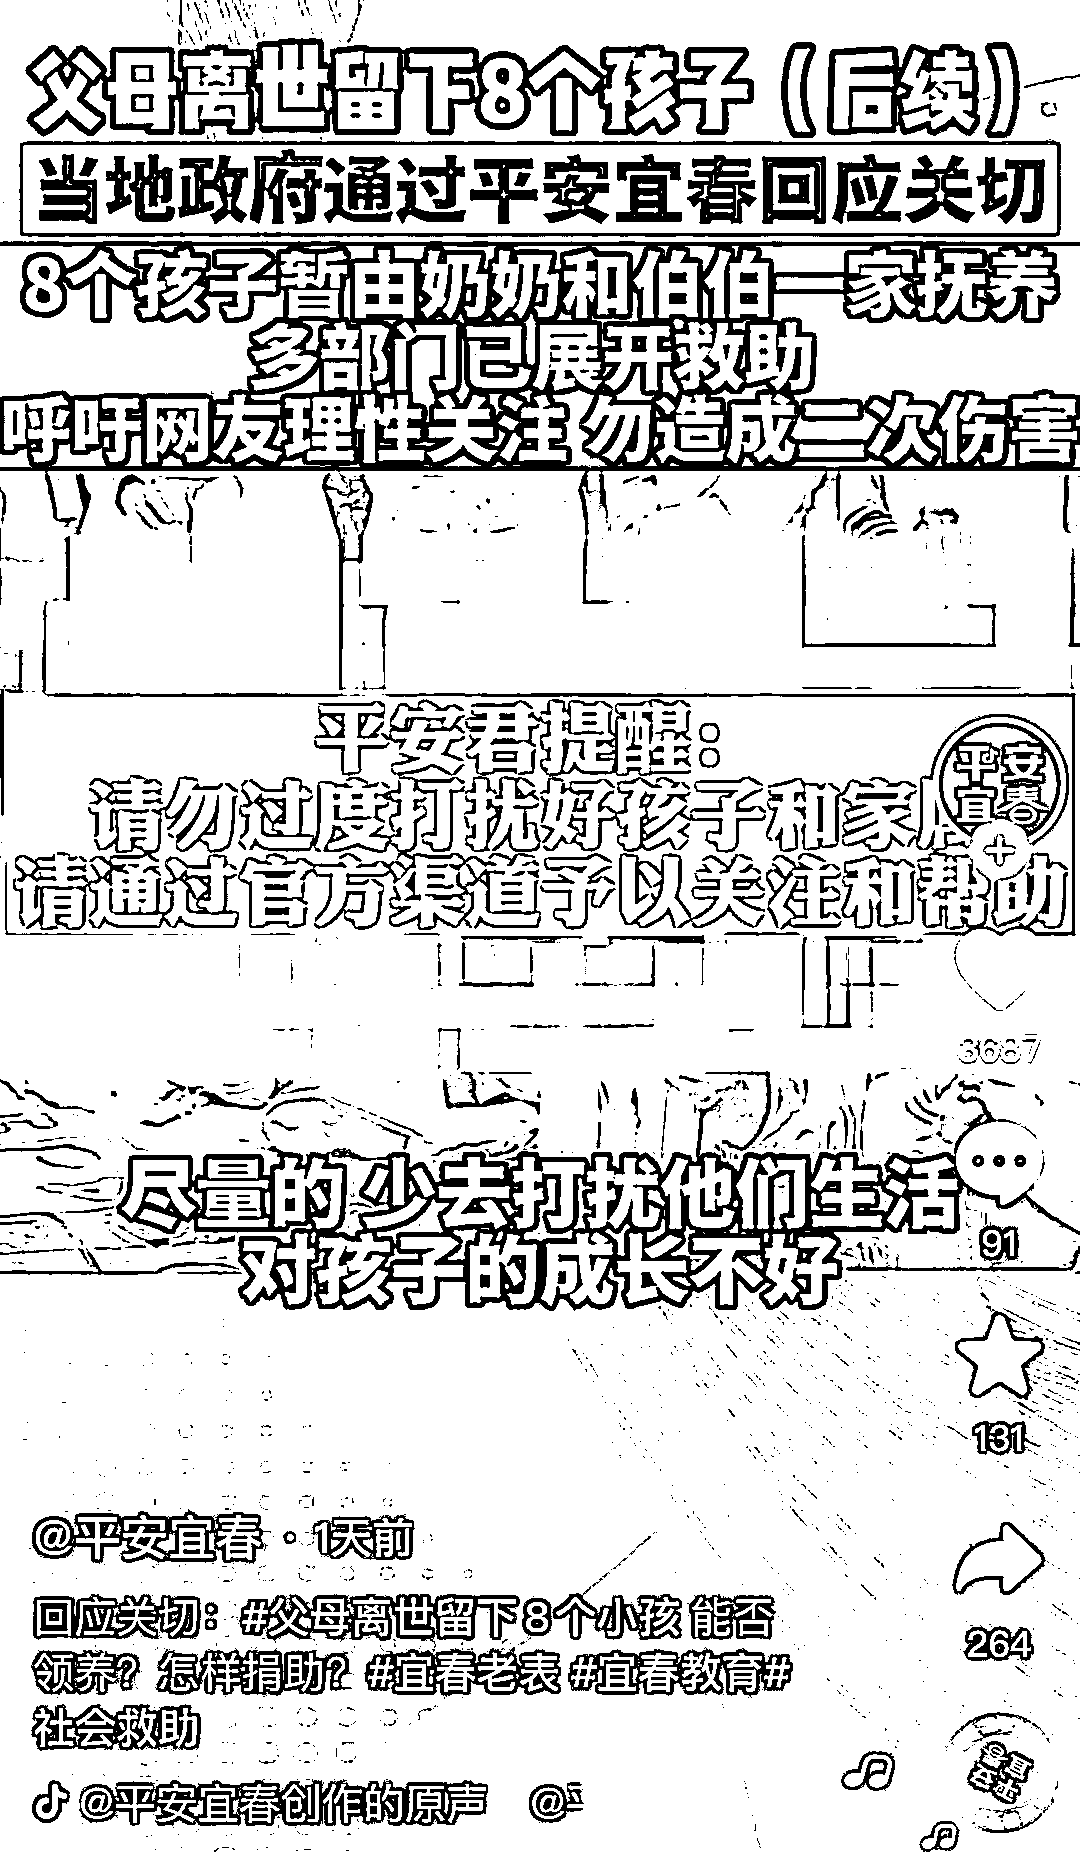 父母离世留下8个孩子（后续）
当地政府通过平安宜春回应关切
8个孩子暂由奶奶和伯伯一家抚养
多部门已展开救助
呼吁网友理性关注 勿造成二次伤害
平安君提醒：
请勿过度打扰好孩子和家
请通过官方渠道予以关注和帮助
平安
宜春
3687
尽量的 少去打扰他们生活
对孩子的成长不好
91
131
264
@平安宜春 · 1天前
回应关切：#父母离世留下8个小孩 能否
领养？怎样捐助？#宜春老表 #宜春教育#
社会救助
@平安宜春创作的原声 @